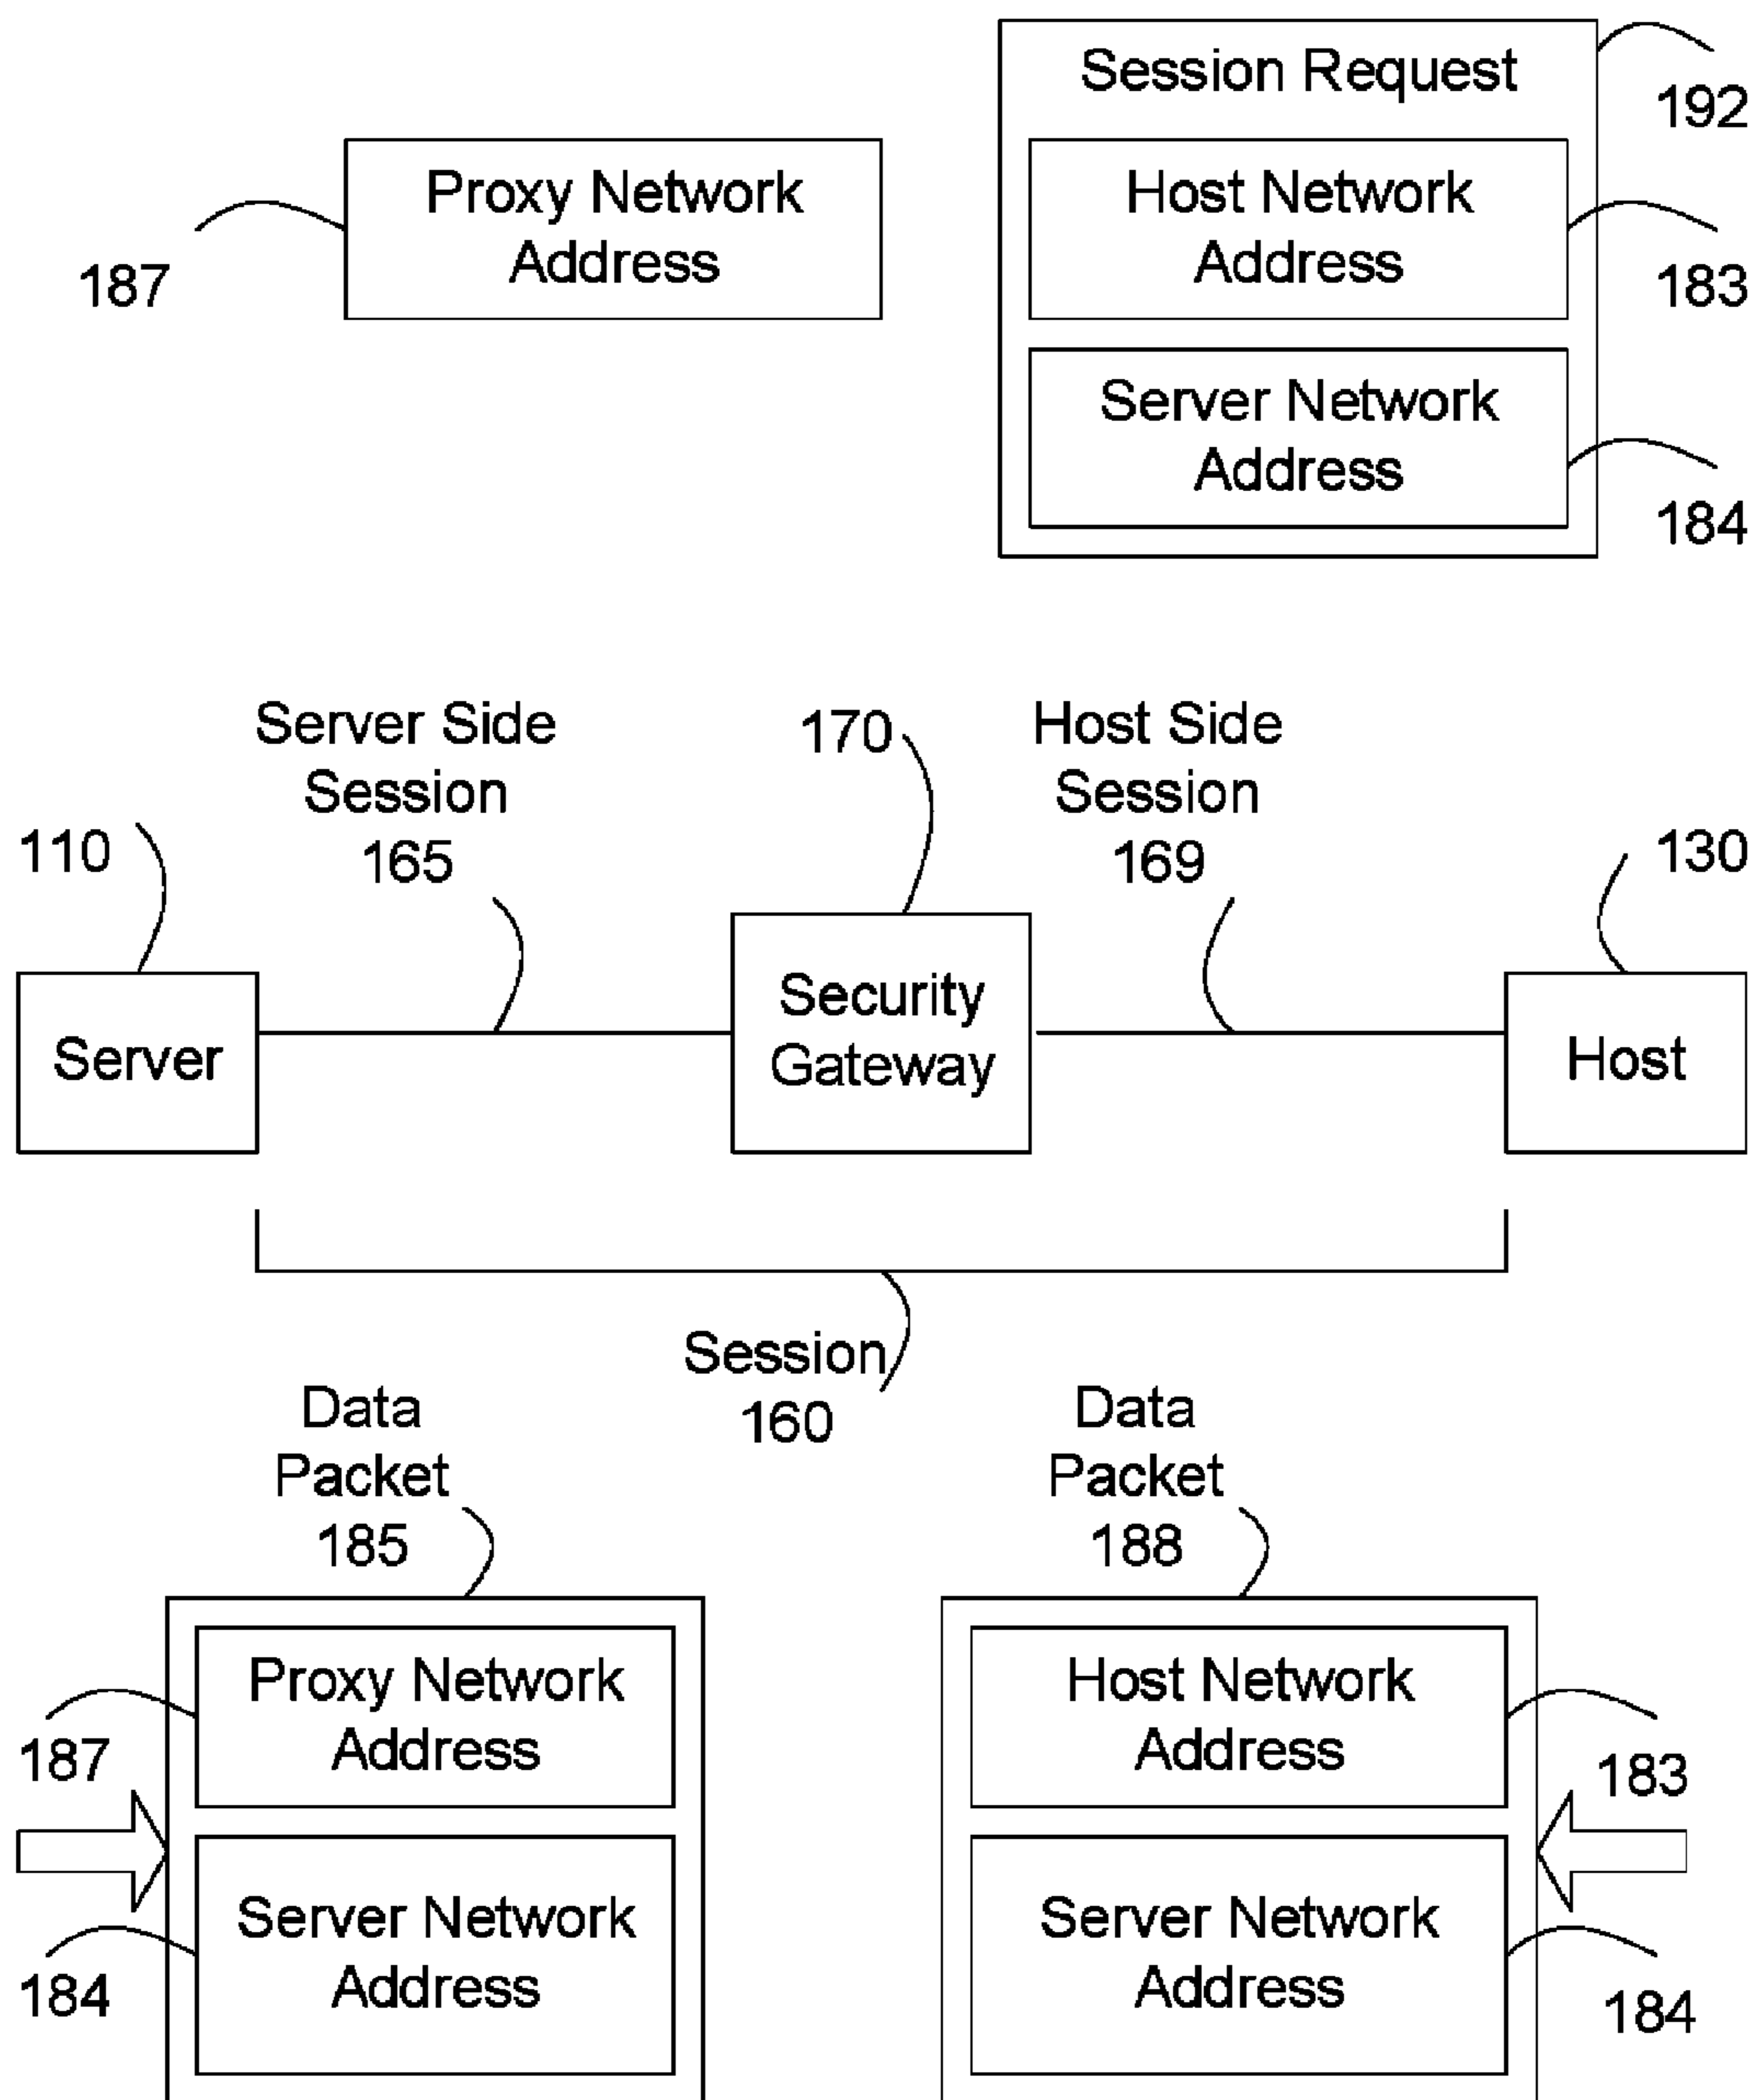 Session Request
192
Proxy Network
Address
187
Host Network
Address
183
Server Network
Address
184
Server Side
Session
165
170
Host Side
Session
169
110
130
Server
Security
Gateway
Host
Session
160
Data
Packet
185
Data
Packet
188
Proxy Network
Address
187
Server Network
Address
184
Host Network
Address
183
Server Network
Address
184